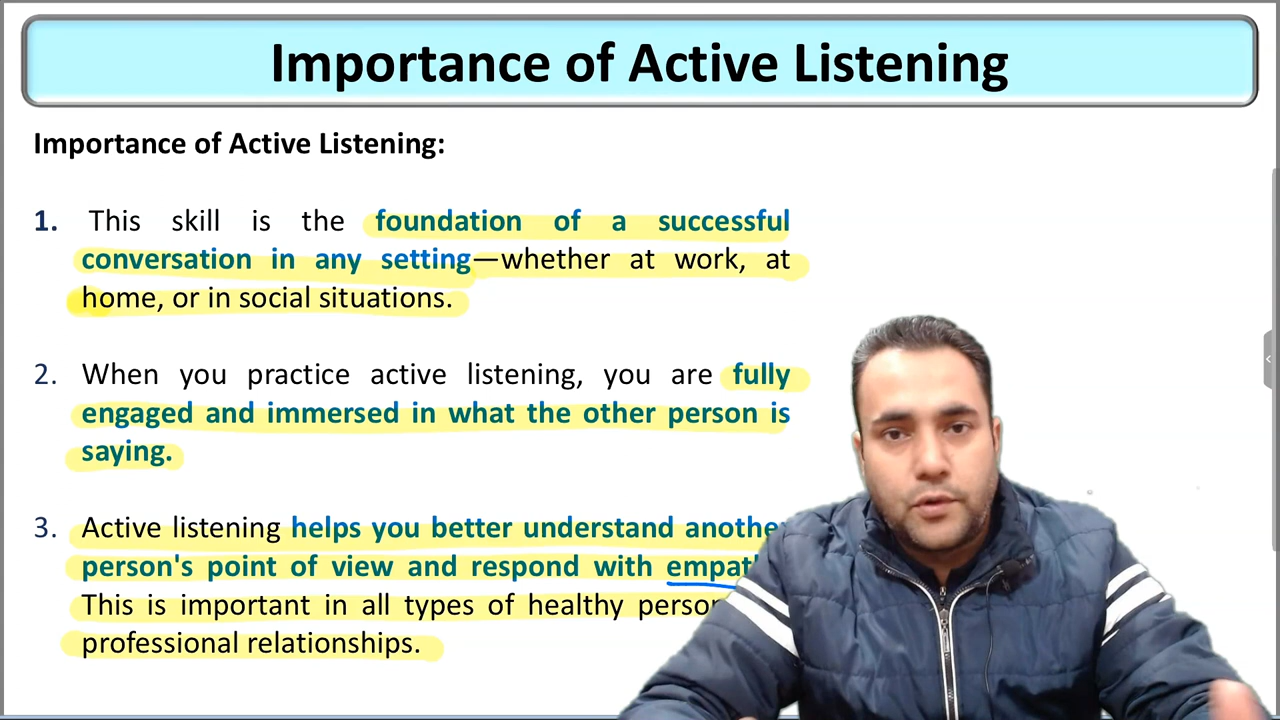 Importance of Active Listening
Importance of Active Listening:
1. This skill is the foundation of a successful
conversation in any setting—whether at work, at
home, or in social situations.
2. When you practice active listening, you are fully
engaged and immersed in what the other person is
saying.
3. Active listening helps you better understand another
person's point of view and respond with
This is important in all types of healthy
professional relationships.